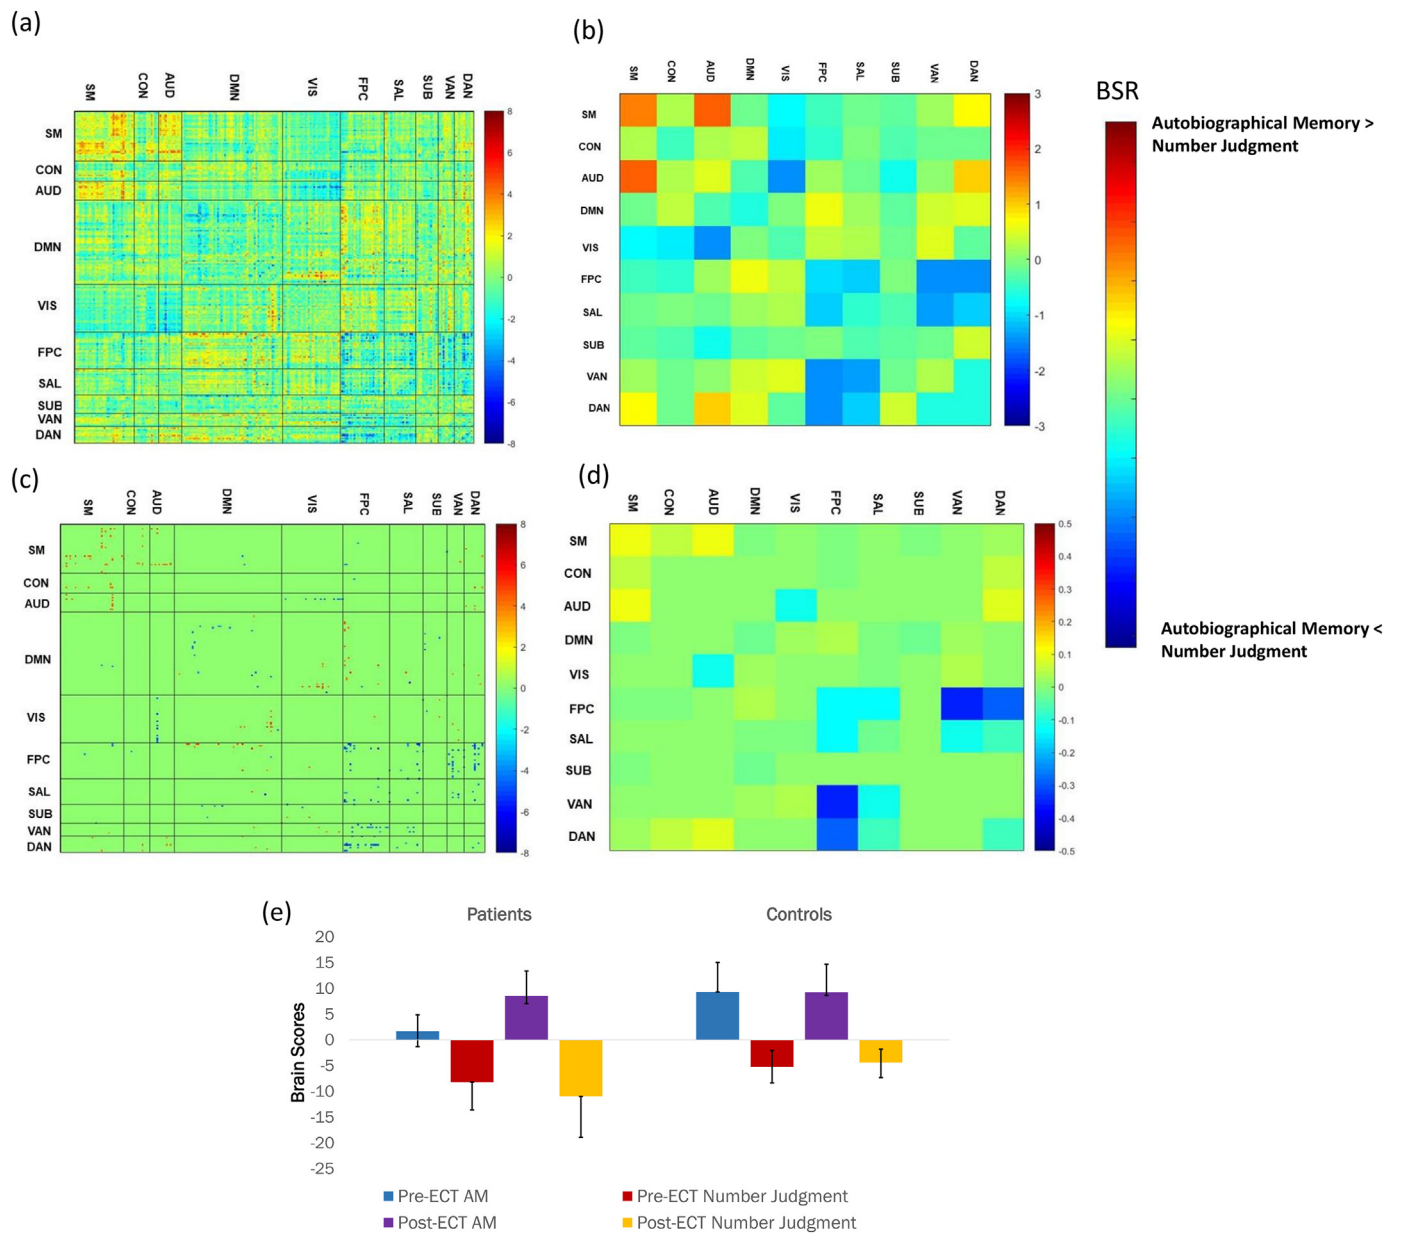 (a)
SM CON AUD DMN VIS FPC SAL SUB VAN DAN
SM
CON
AUD
DMN
VIS
FPC
SAL
SUB
VAN
DAN
8
6
4
2
0
-2
-4
-6
-8
(b)
SM CON AUD DMN VIS FPC SAL SUB VAN DAN
SM
CON
AUD
DMN
VIS
FPC
SAL
SUB
VAN
DAN
3
2
1
0
-1
-2
-3
BSR
Autobiographical Memory >
Number Judgment
Autobiographical Memory <
Number Judgment
(c)
SM CON AUD DMN VIS FPC SAL SUB VAN DAN
SM
CON
AUD
DMN
VIS
FPC
SAL
SUB
VAN
DAN
8
6
4
2
0
-2
-4
-6
-8
(d)
SM CON AUD DMN VIS FPC SAL SUB VAN DAN
SM
CON
AUD
DMN
VIS
FPC
SAL
SUB
VAN
DAN
0.5
0.4
0.3
0.2
0.1
0
-0.1
-0.2
-0.3
-0.4
-0.5
(e)
Patients Controls
Brain Scores
20
15
10
5
0
-5
-10
-15
-20
-25
Pre-ECT AM Pre-ECT Number Judgment
Post-ECT AM Post-ECT Number Judgment